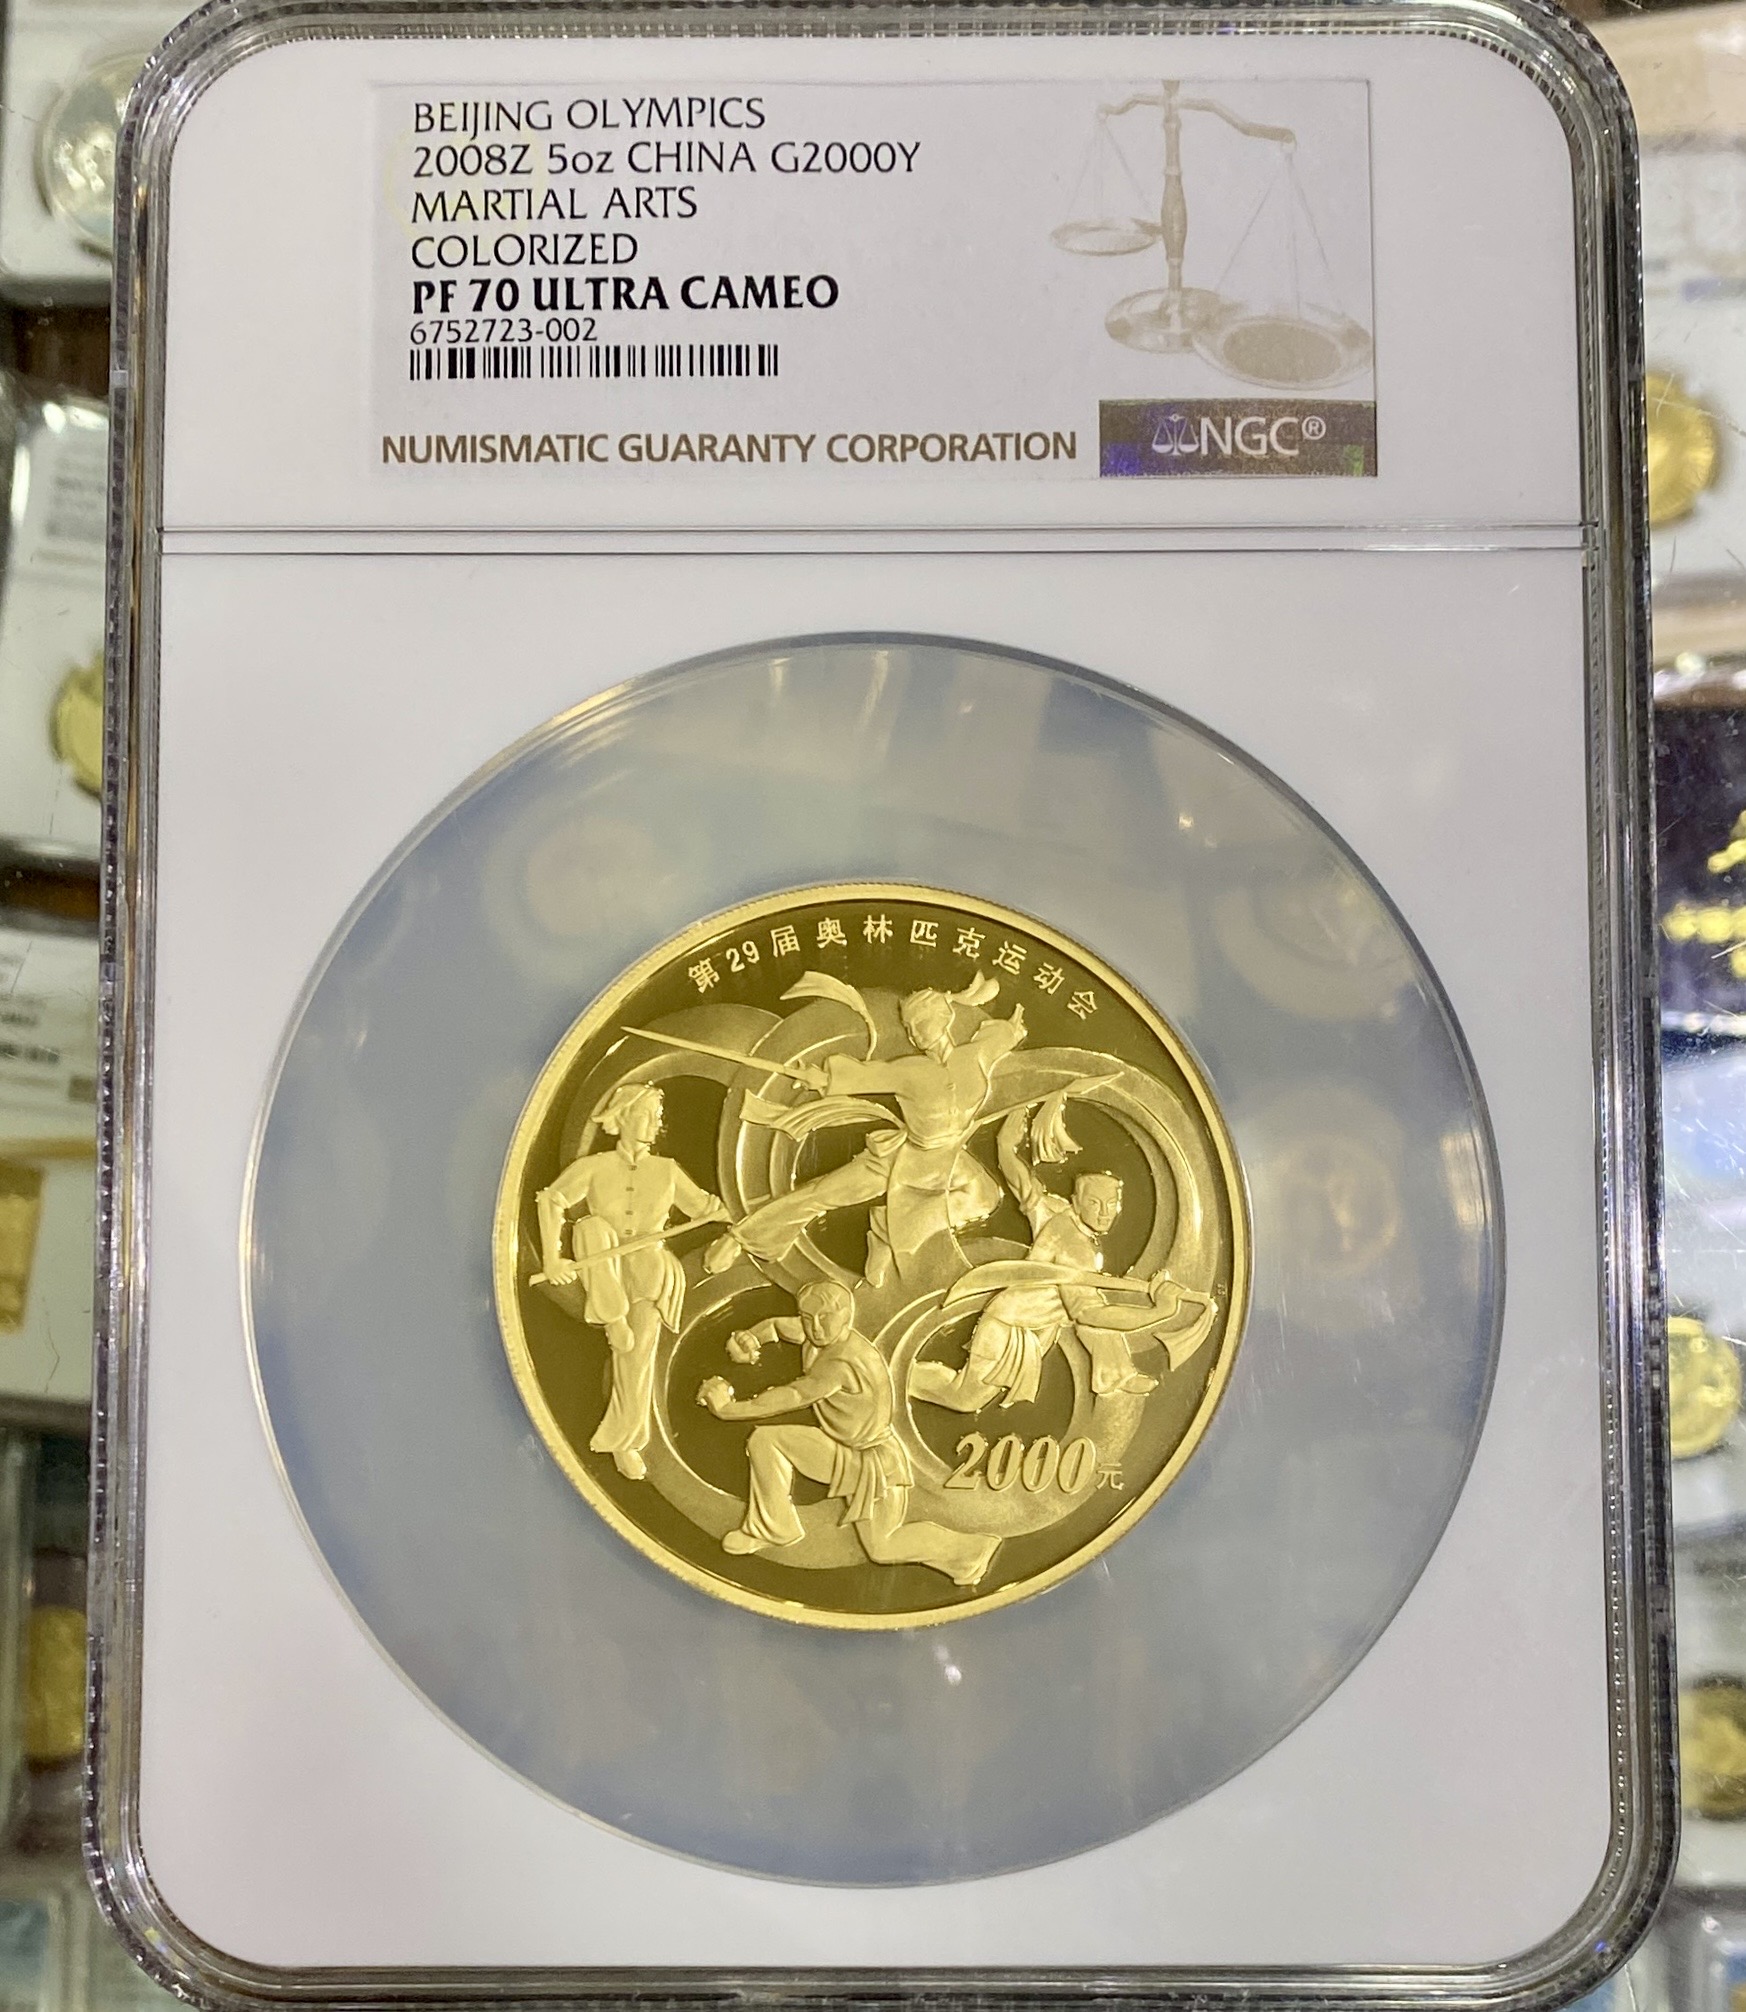 BEIJING OLYMPICS
2008Z 5oz CHINA G2000Y
MARTIAL ARTS
COLORIZED
PF 70 ULTRA CAMEO
6752723-002
NUMISMATIC GUARANTY CORPORATION
NGC®
第29届奥林匹克运动会
2000元